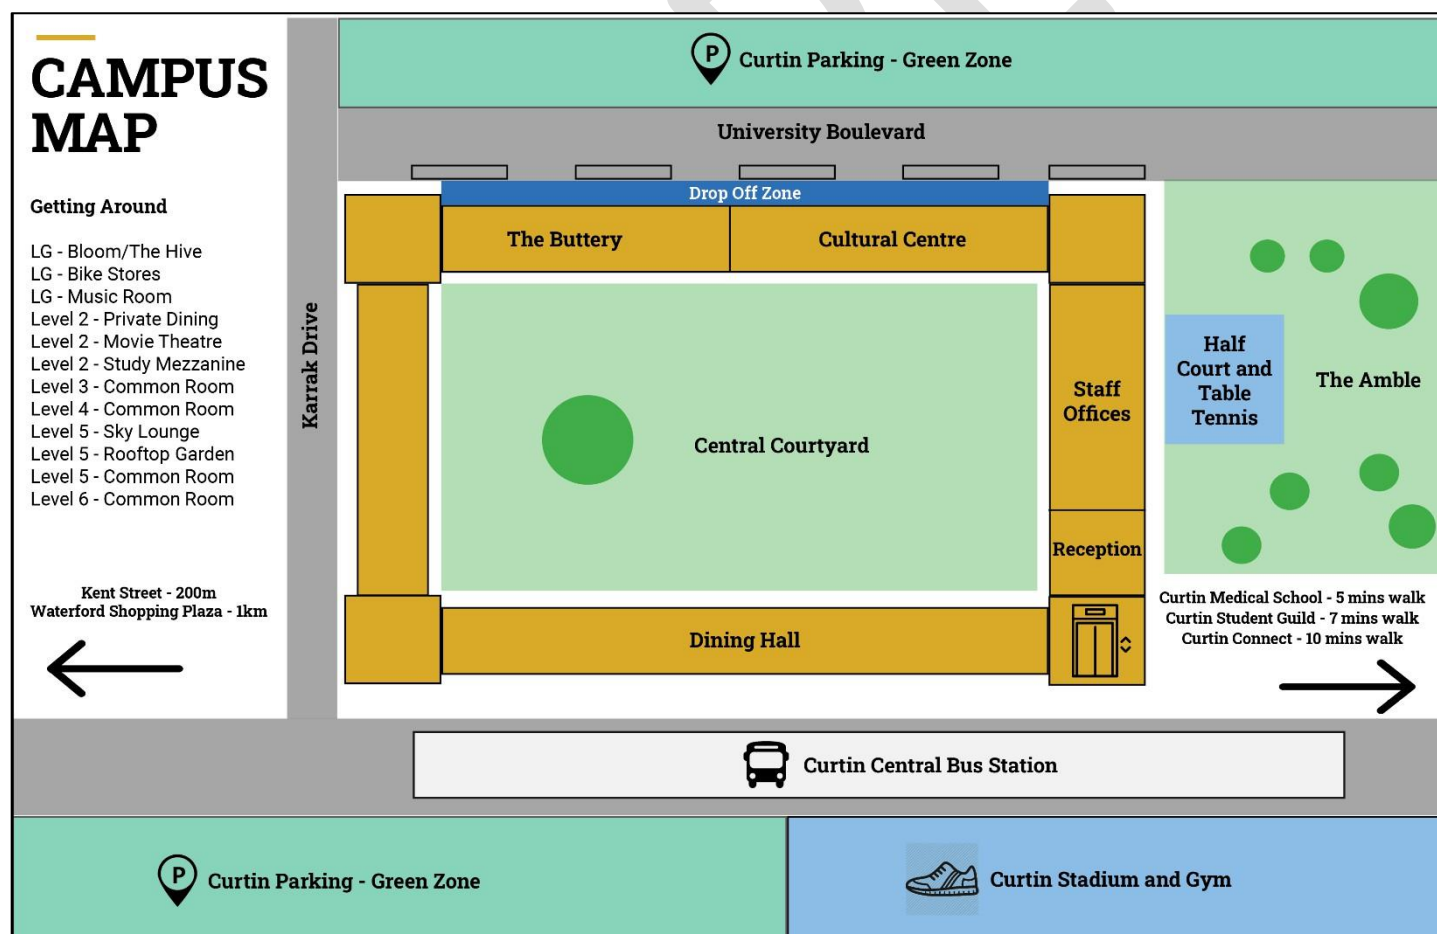 CAMPUS
MAP
Getting Around
LG - Bloom/The Hive
LG - Bike Stores
LG - Music Room
Level 2 - Private Dining
Level 2 - Movie Theatre
Level 2 - Study Mezzanine
Level 3 - Common Room
Level 4 - Common Room
Level 5 - Sky Lounge
Level 5 - Rooftop Garden
Level 5 - Common Room
Level 6 - Common Room
Kent Street - 200m
Waterford Shopping Plaza - 1km
Karrak Drive
P
Curtin Parking - Green Zone
University Boulevard
Drop Off Zone
The Buttery
Cultural Centre
Central Courtyard
Staff
Offices
Reception
Dining Hall
Half
Court and
Table
Tennis
The Amble
Curtin Medical School - 5 mins walk
Curtin Student Guild - 7 mins walk
Curtin Connect - 10 mins walk
Curtin Central Bus Station
P
Curtin Parking - Green Zone
Curtin Stadium and Gym